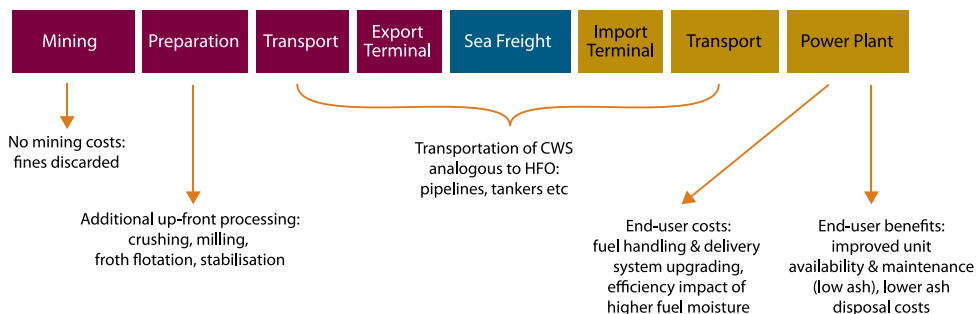 Mining
Preparation
Transport
Export
Terminal
Sea Freight
Import
Terminal
Transport
Power Plant
No mining costs:
fines discarded
Additional up-front processing:
crushing, milling,
froth flotation, stabilisation
Transportation of CWS
analogous to HFO:
pipelines, tankers etc
End-user costs:
fuel handling & delivery
system upgrading,
efficiency impact of
higher fuel moisture
End-user benefits:
improved unit
availability & maintenance
(low ash), lower ash
disposal costs